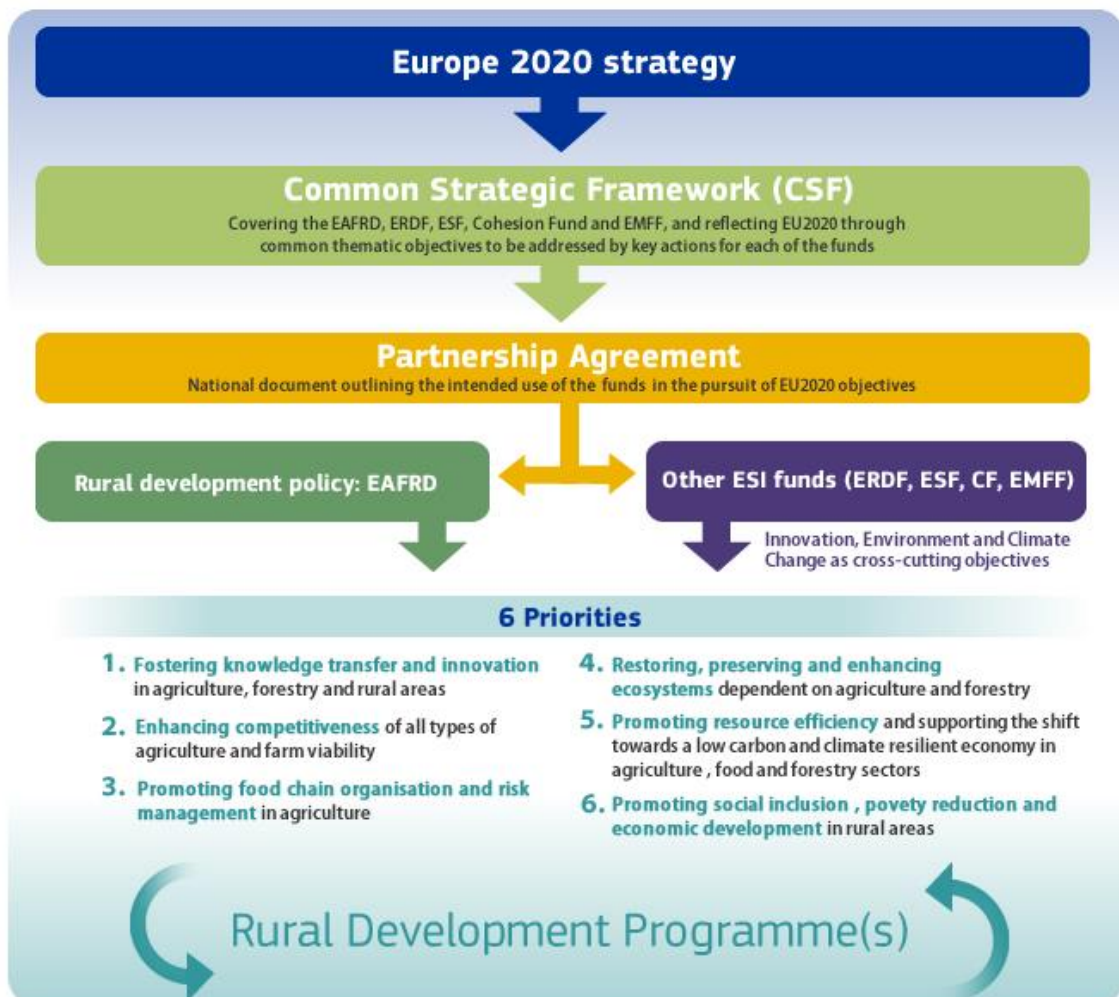 Europe 2020 strategy
Common Strategic Framework (CSF)
Covering the EAFRD, ERDF, ESF, Cohesion Fund and EMFF, and reflecting EU2020 through
common thematic objectives to be addressed by key actions for each of the funds
Partnership Agreement
National document outlining the intended use of the funds in the pursuit of EU2020 objectives
Rural development policy: EAFRD
Other ESI funds (ERDF, ESF, CF, EMFF)
Innovation, Environment and Climate
Change as cross-cutting objectives
6 Priorities
1. Fostering knowledge transfer and innovation
in agriculture, forestry and rural areas
2. Enhancing competitiveness of all types of
agriculture and farm viability
3. Promoting food chain organisation and risk
management in agriculture
4. Restoring, preserving and enhancing
ecosystems dependent on agriculture and forestry
5. Promoting resource efficiency and supporting the shift
towards a low carbon and climate resilient economy in
agriculture , food and forestry sectors
6. Promoting social inclusion , povety reduction and
economic development in rural areas
Rural Development Programme(s)